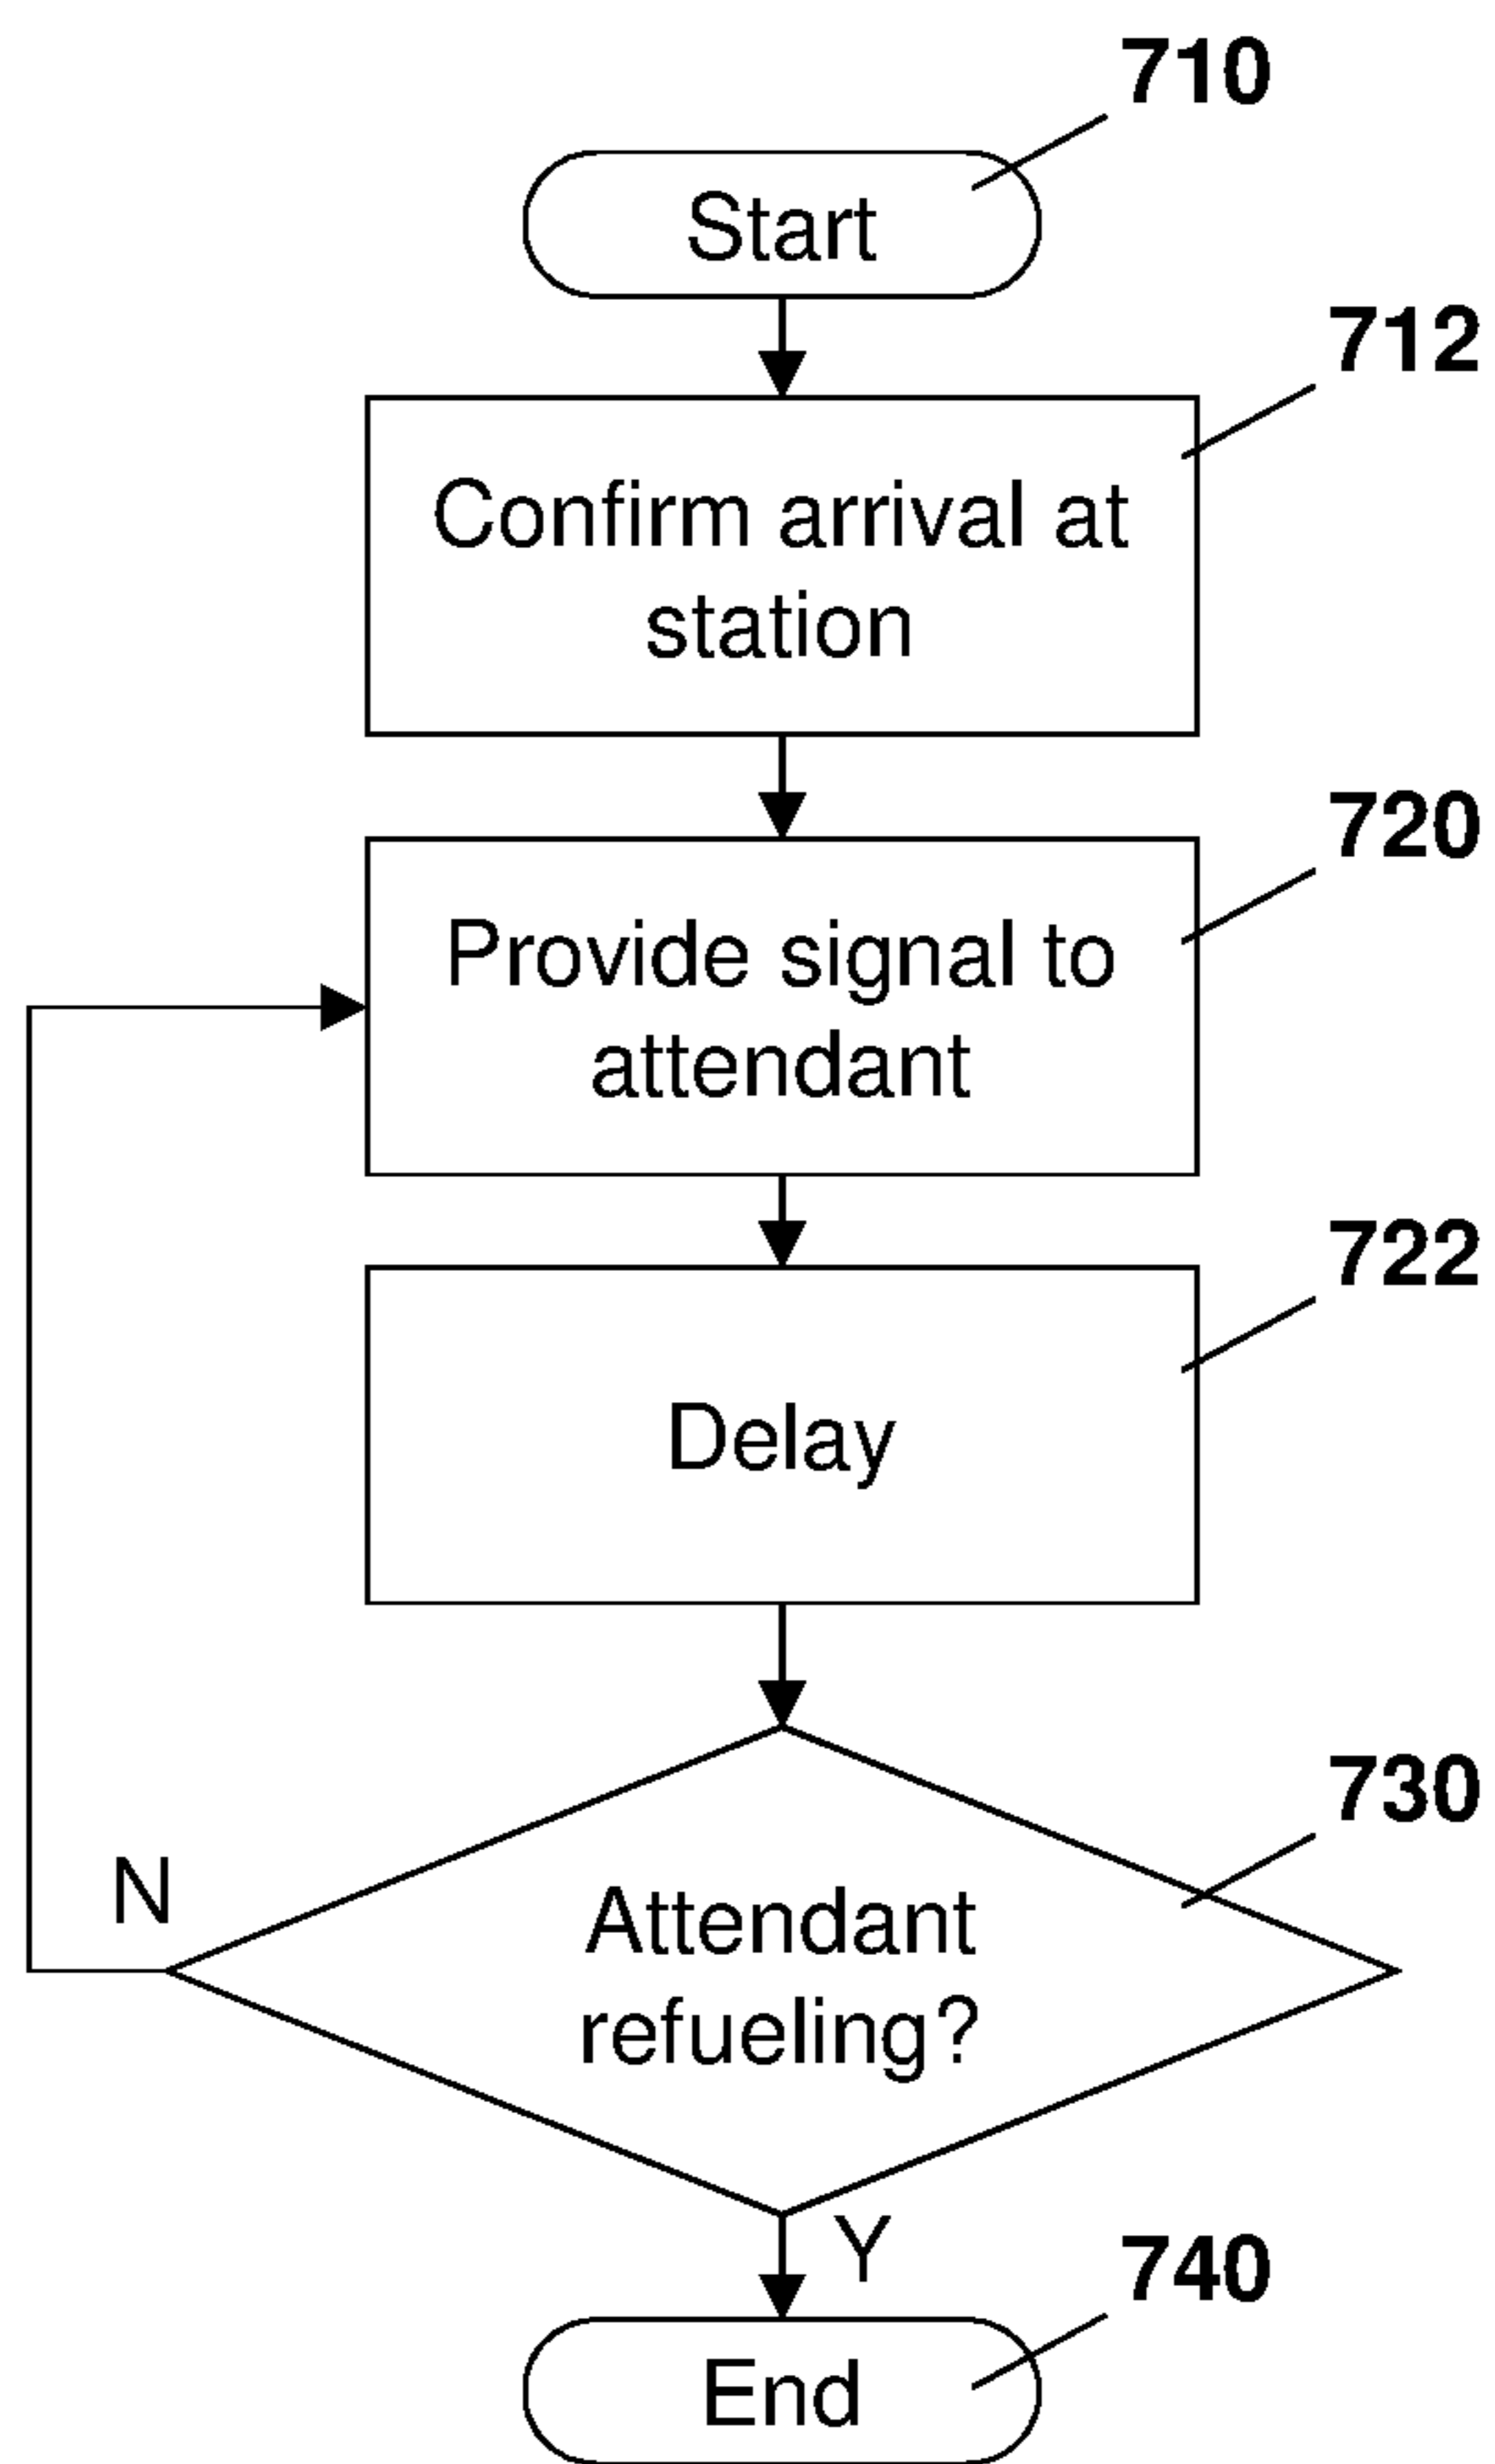 710
Start
712
Confirm arrival at
station
720
Provide signal to
attendant
722
Delay
730
N
Attendant
refueling?
Y
740
End